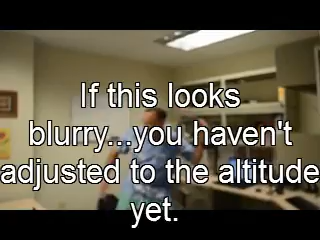 If this looks
blurry...you haven't
adjusted to the altitude
yet.